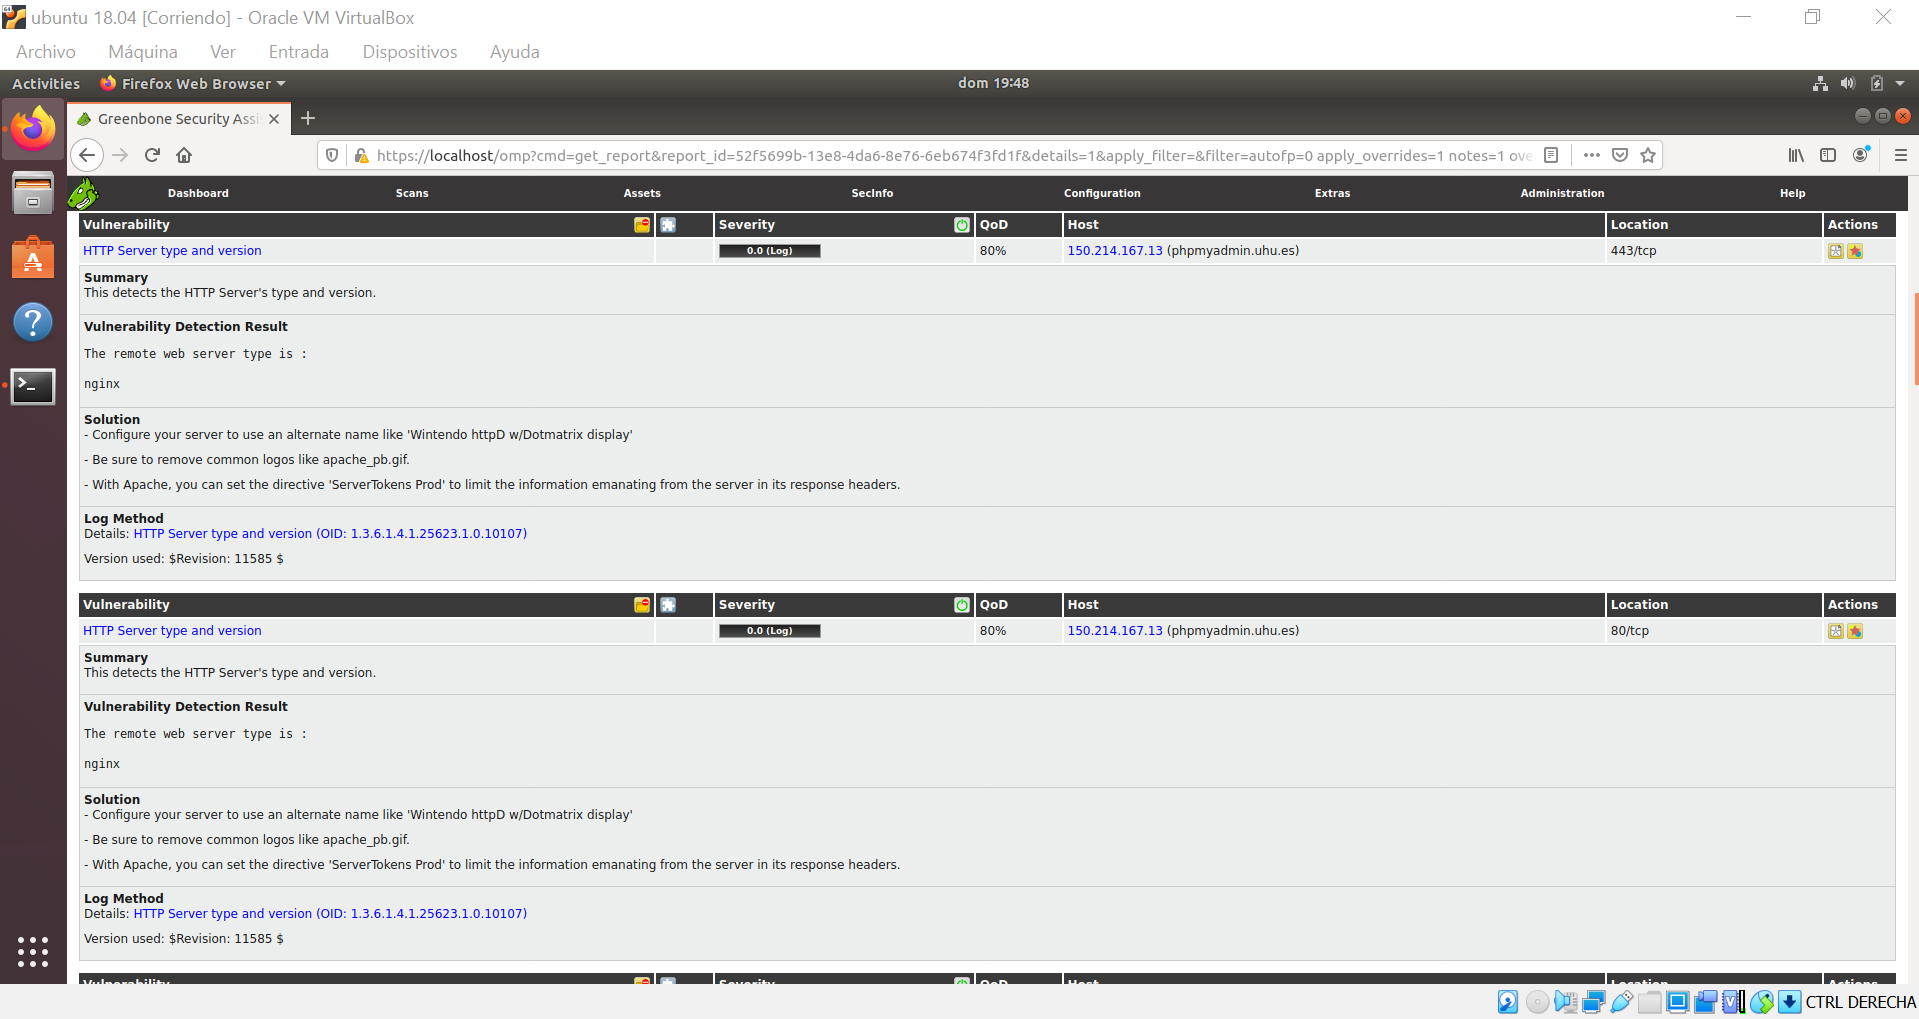 ubuntu 18.04 [Corriendo] - Oracle VM VirtualBox
Archivo Máquina Ver Entrada Dispositivos Ayuda
Activities Firefox Web Browser dom 19:48
Greenbone Security Assi
https://localhost/omp?cmd=get_report&report_id=52f5699b-13e8-4da6-8e76-6eb674f3fd1f&details=1&apply_filter=&filter=autofp=0 apply_overrides=1 notes=1 ove
Dashboard Scans Assets SecInfo Configuration Extras Administration Help
Vulnerability Severity QoD Host Location Actions
HTTP Server type and version 0.0 (Log) 80% 150.214.167.13 (phpmyadmin.uhu.es) 443/tcp
Summary
This detects the HTTP Server's type and version.
Vulnerability Detection Result
The remote web server type is :
nginx
Solution
- Configure your server to use an alternate name like 'Wintendo httpD w/Dotmatrix display'
- Be sure to remove common logos like apache_pb.gif.
- With Apache, you can set the directive 'ServerTokens Prod' to limit the information emanating from the server in its response headers.
Log Method
Details: HTTP Server type and version (OID: 1.3.6.1.4.1.25623.1.0.10107)
Version used: $Revision: 11585 $
Vulnerability Severity QoD Host Location Actions
HTTP Server type and version 0.0 (Log) 80% 150.214.167.13 (phpmyadmin.uhu.es) 80/tcp
Summary
This detects the HTTP Server's type and version.
Vulnerability Detection Result
The remote web server type is :
nginx
Solution
- Configure your server to use an alternate name like 'Wintendo httpD w/Dotmatrix display'
- Be sure to remove common logos like apache_pb.gif.
- With Apache, you can set the directive 'ServerTokens Prod' to limit the information emanating from the server in its response headers.
Log Method
Details: HTTP Server type and version (OID: 1.3.6.1.4.1.25623.1.0.10107)
Version used: $Revision: 11585 $
Vulnerability Severity QoD Host Location Actions
CTRL DERECHA